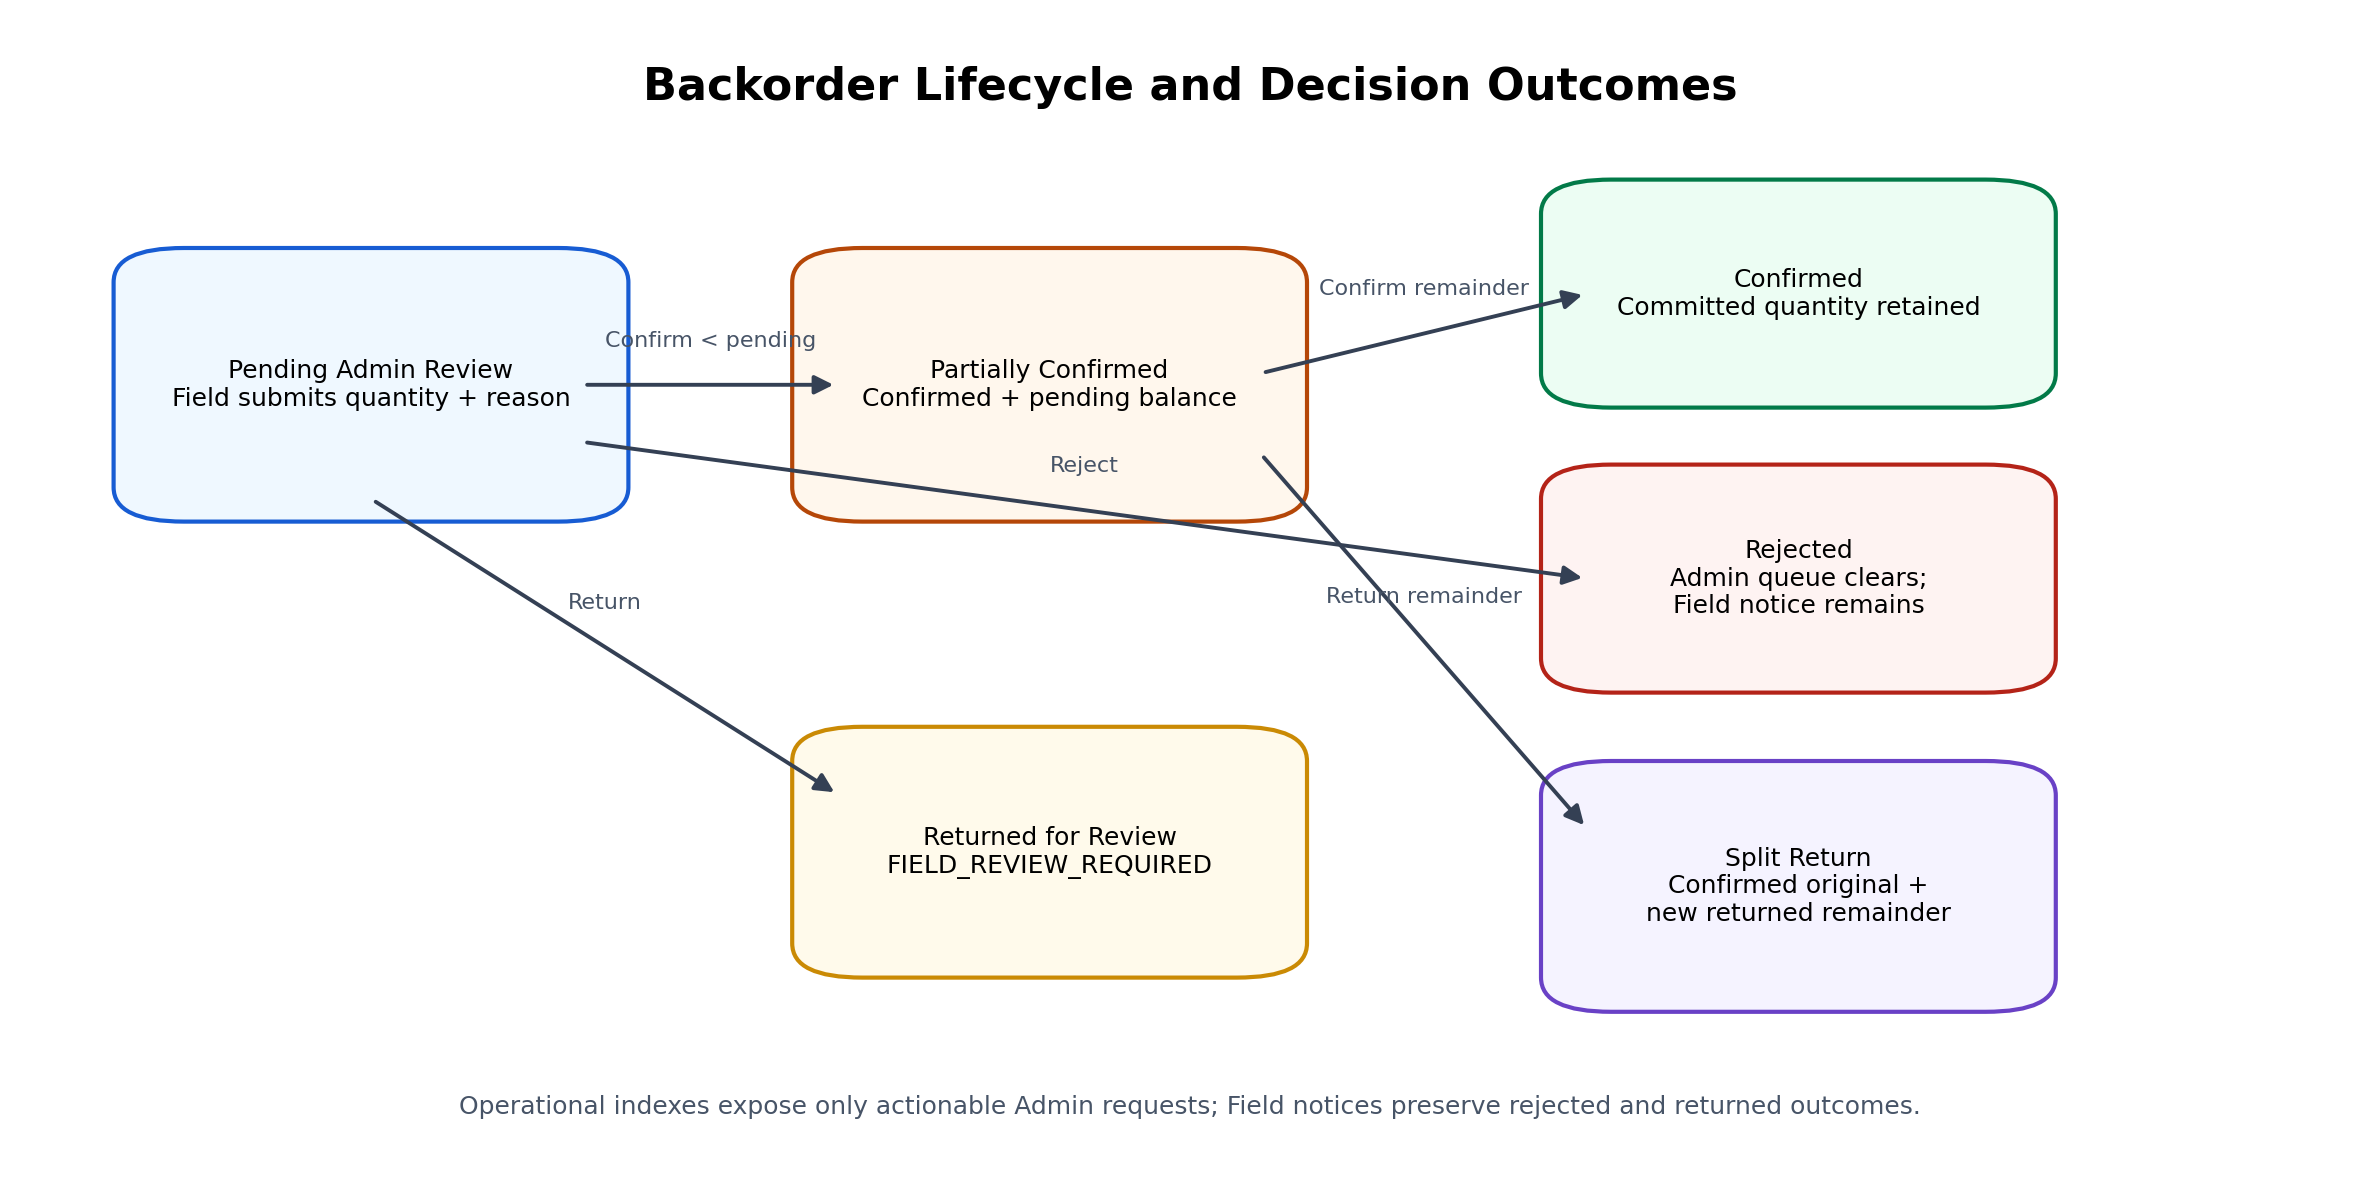 Backorder Lifecycle and Decision Outcomes
Pending Admin Review
Field submits quantity + reason
Confirm < pending
Partially Confirmed
Confirmed + pending balance
Confirm remainder
Confirmed
Committed quantity retained
Reject
Rejected
Admin queue clears;
Field notice remains
Return
Return remainder
Returned for Review
FIELD_REVIEW_REQUIRED
Split Return
Confirmed original +
new returned remainder
Operational indexes expose only actionable Admin requests; Field notices preserve rejected and returned outcomes.